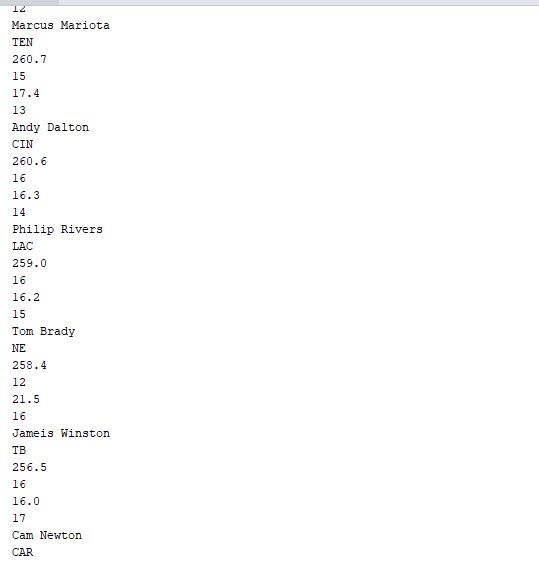 12
Marcus Mariota
TEN
260.7
15
17.4
13
Andy Dalton
CIN
260.6
16
16.3
14
Philip Rivers
LAC
259.0
16
16.2
15
Tom Brady
NE
258.4
12
21.5
16
Jameis Winston
TB
256.5
16
16.0
17
Cam Newton
CAR